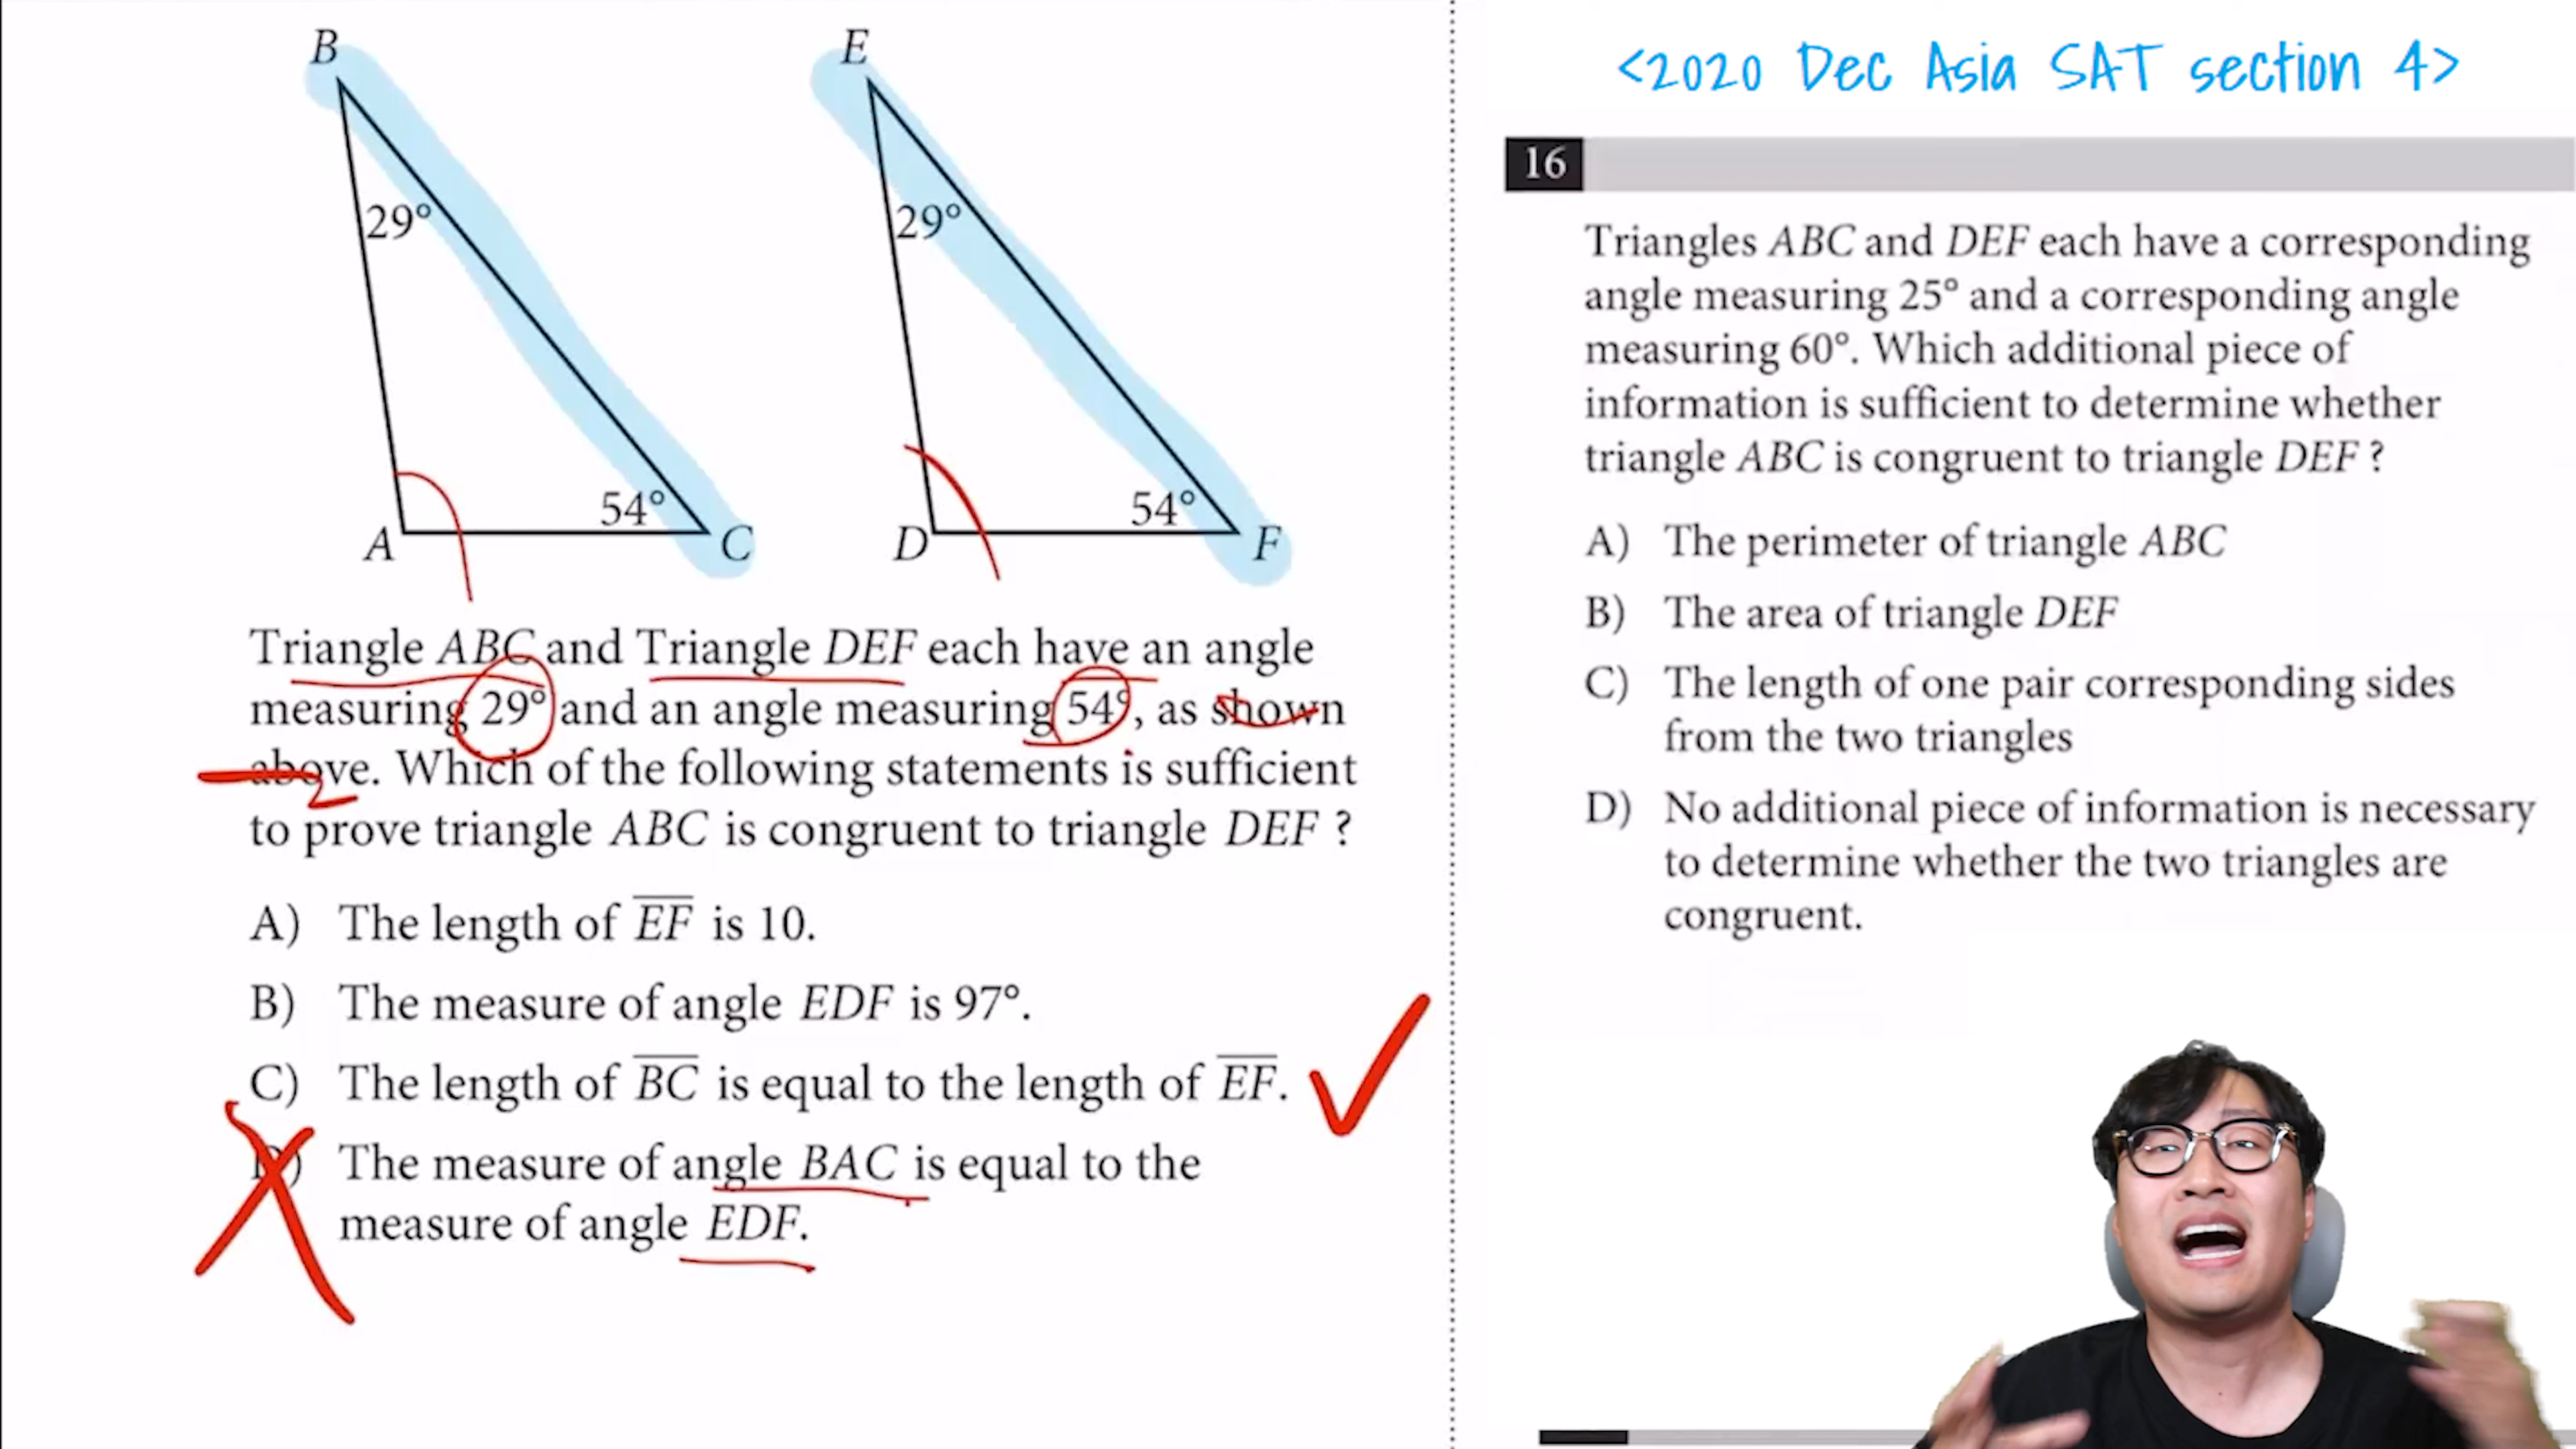 B
E
29°
29°
54°
54°
A
C
D
F
Triangle ABC and Triangle DEF each have an angle
measuring 29° and an angle measuring 54°, as shown
above. Which of the following statements is sufficient
to prove triangle ABC is congruent to triangle DEF ?
A) The length of EF is 10.
B) The measure of angle EDF is 97°.
C) The length of BC is equal to the length of EF.
D) The measure of angle BAC is equal to the
measure of angle EDF.
<2020 Dec Asia SAT section 4>
16
Triangles ABC and DEF each have a corresponding
angle measuring 25° and a corresponding angle
measuring 60°. Which additional piece of
information is sufficient to determine whether
triangle ABC is congruent to triangle DEF ?
A) The perimeter of triangle ABC
B) The area of triangle DEF
C) The length of one pair corresponding sides
from the two triangles
D) No additional piece of information is necessary
to determine whether the two triangles are
congruent.